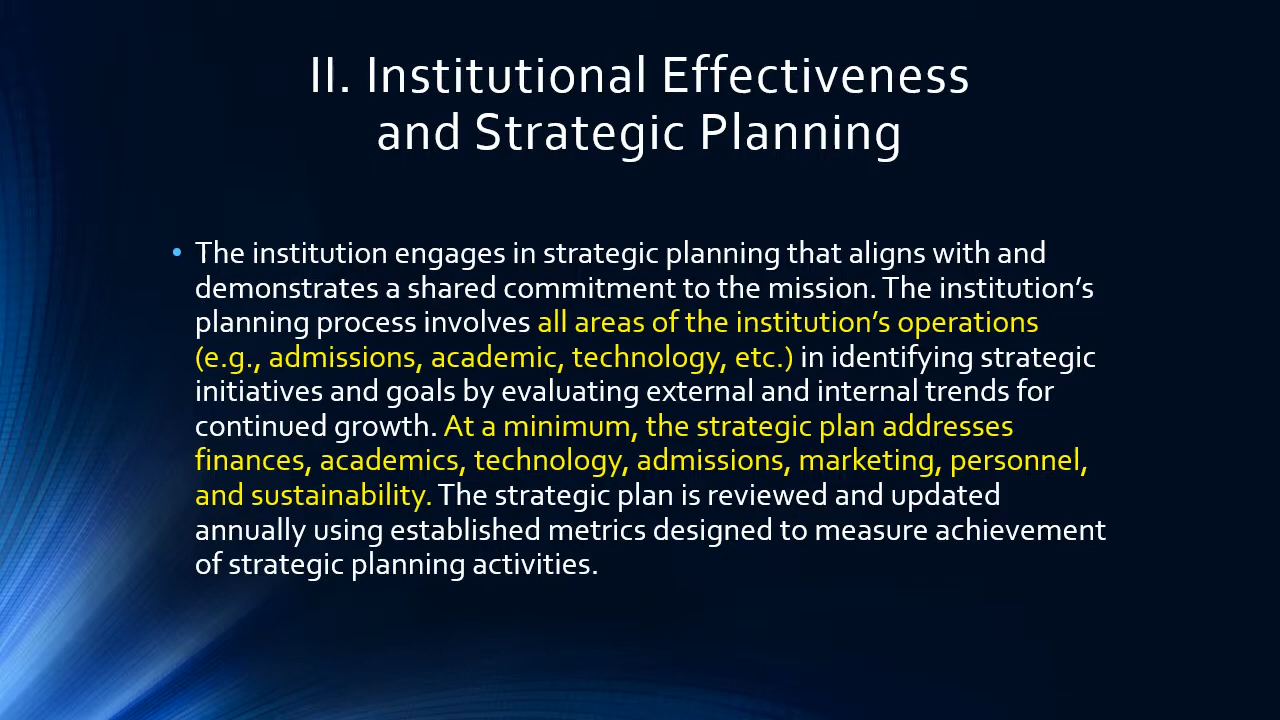 II. Institutional Effectiveness
and Strategic Planning
• The institution engages in strategic planning that aligns with and
demonstrates a shared commitment to the mission. The institution’s
planning process involves all areas of the institution’s operations
(e.g., admissions, academic, technology, etc.) in identifying strategic
initiatives and goals by evaluating external and internal trends for
continued growth. At a minimum, the strategic plan addresses
finances, academics, technology, admissions, marketing, personnel,
and sustainability. The strategic plan is reviewed and updated
annually using established metrics designed to measure achievement
of strategic planning activities.